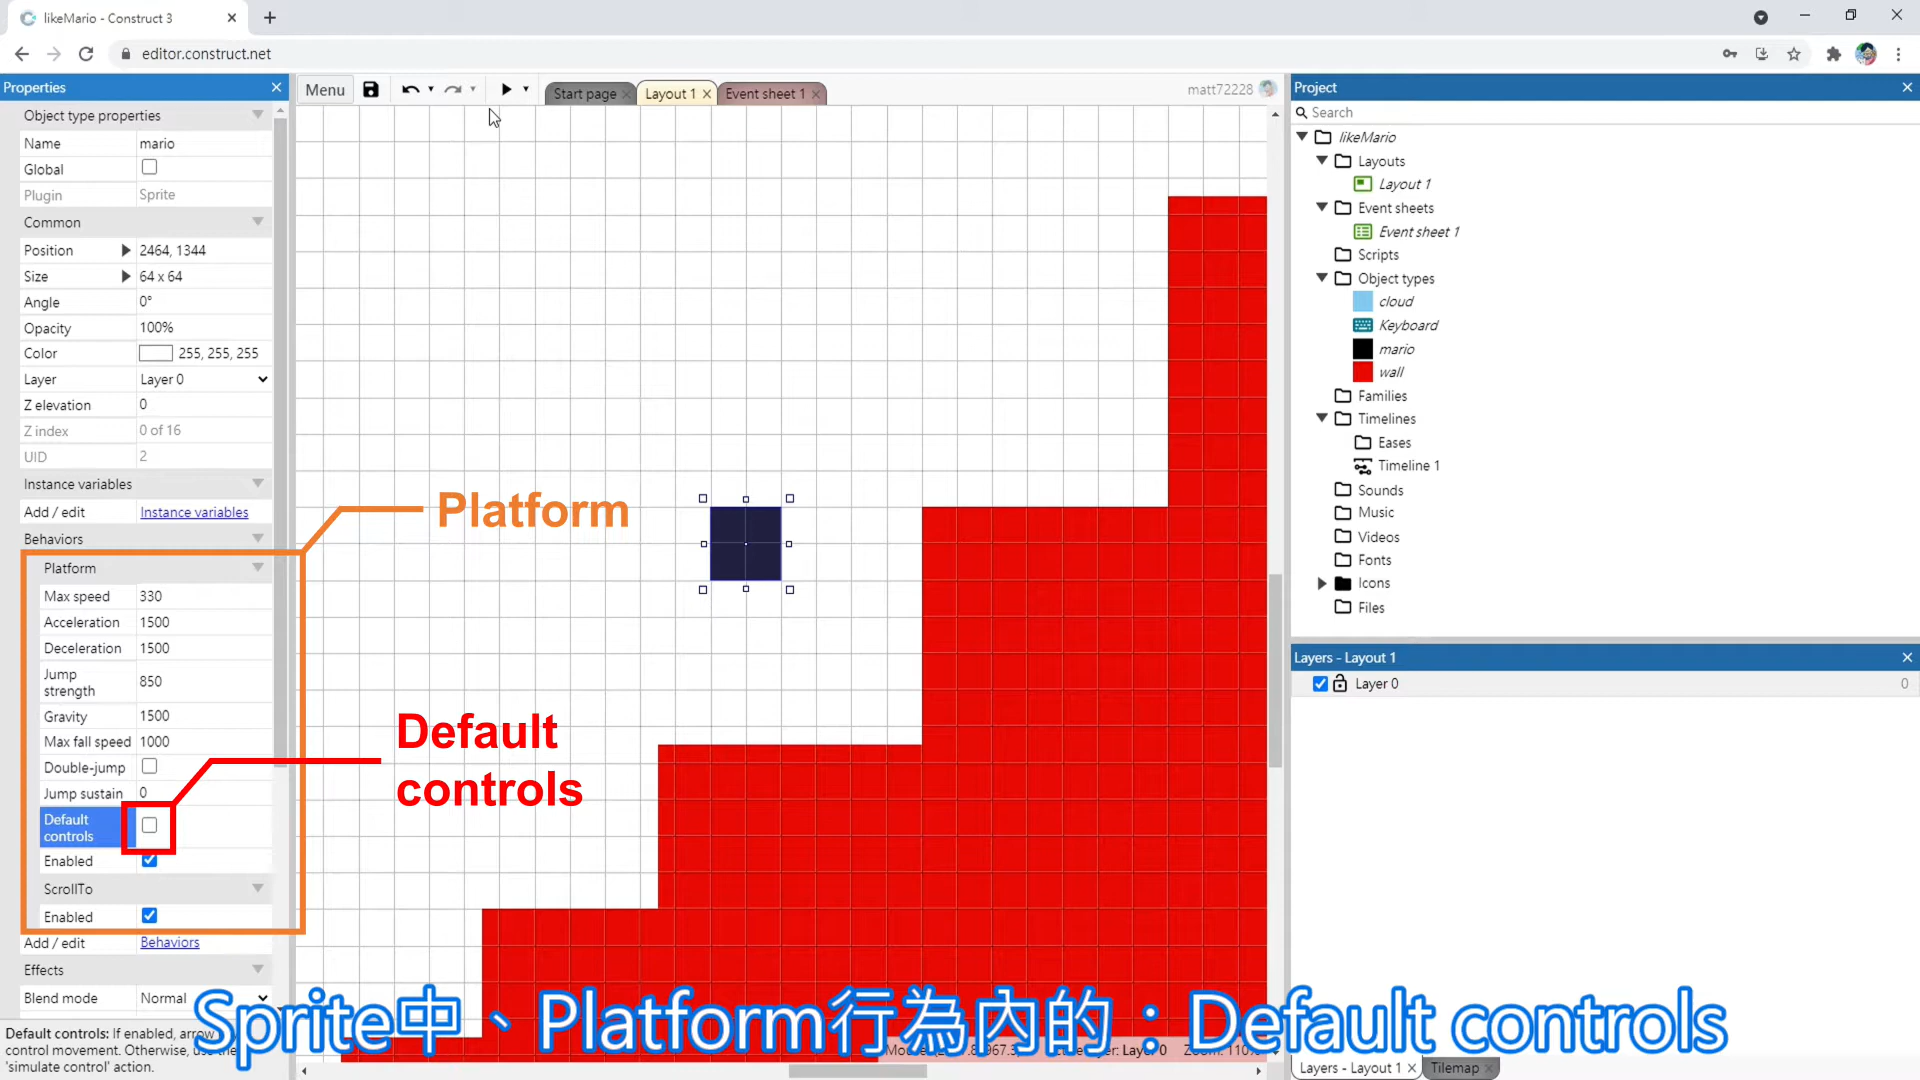 likeMario - Construct 3
editor.construct.net
Properties
Object type properties
Name mario
Global
Plugin Sprite
Common
Position 2464, 1344
Size 64 x 64
Angle 0°
Opacity 100%
Color 255, 255, 255
Layer Layer 0
Z elevation 0
Z index 0 of 16
UID 2
Instance variables
Add / edit Instance variables
Behaviors
Platform
Max speed 330
Acceleration 1500
Deceleration 1500
Jump
strength 850
Gravity 1500
Max fall speed 1000
Double-jump
Jump sustain 0
Default
controls
Enabled
ScrollTo
Enabled
Add / edit Behaviors
Effects
Blend mode Normal
Default controls: If enabled, arrow
control movement. Otherwise, use the
'simulate control' action.
Menu
Start page
Layout 1
Event sheet 1
matt72228
Platform
Default
controls
Layer 0
Project
Search
likeMario
Layouts
Layout 1
Event sheets
Event sheet 1
Scripts
Object types
cloud
Keyboard
mario
wall
Families
Timelines
Eases
Timeline 1
Sounds
Music
Videos
Fonts
Icons
Files
Layers - Layout 1
Layer 0 0
Layers - Layout 1
Tilemap
Sprite中、Platform行為內的：Default controls